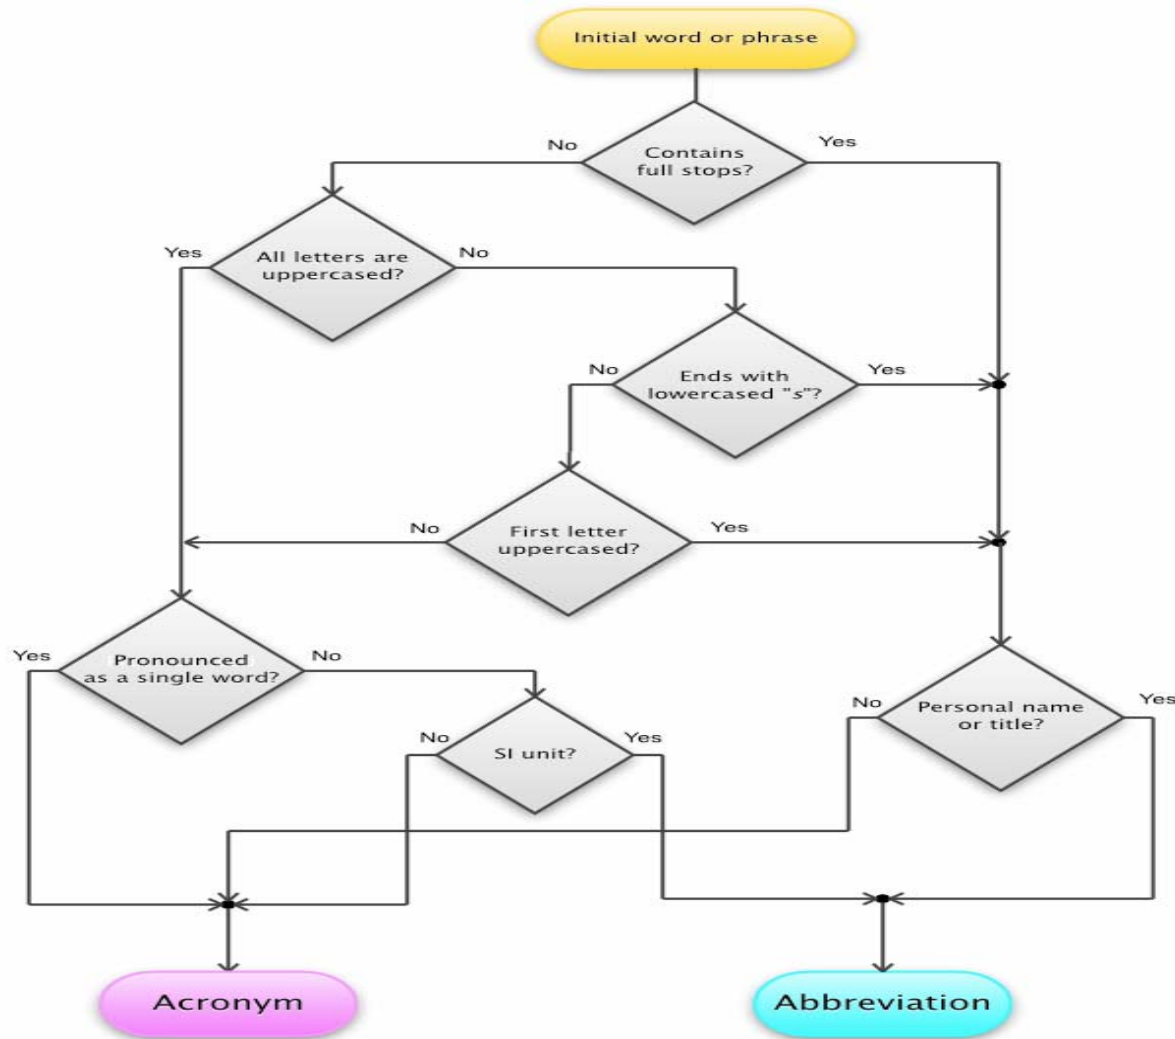 Initial word or phrase
No
Yes
Contains
full stops?
Yes
All letters are
uppercased?
No
No
Ends with
lowercased "s"?
Yes
No
First letter
uppercased?
Yes
Yes
Pronounced
as a single word?
No
No
SI unit?
Yes
No
Personal name
or title?
Yes
Acronym
Abbreviation